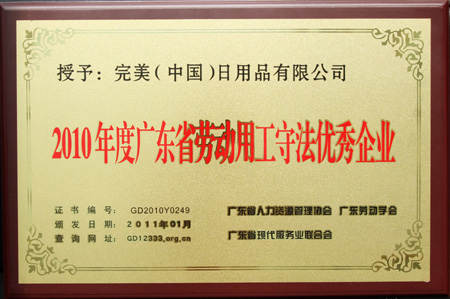 授予：完美（中国）日用品有限公司
2010年度广东省劳动用工守法优秀企业
证书编号： GD2010Y0249
颁发日期： 2011年01月
查询网址： GD12333.org.cn
广东省人力资源管理协会 广东劳动学会
广东省现代服务业联合会